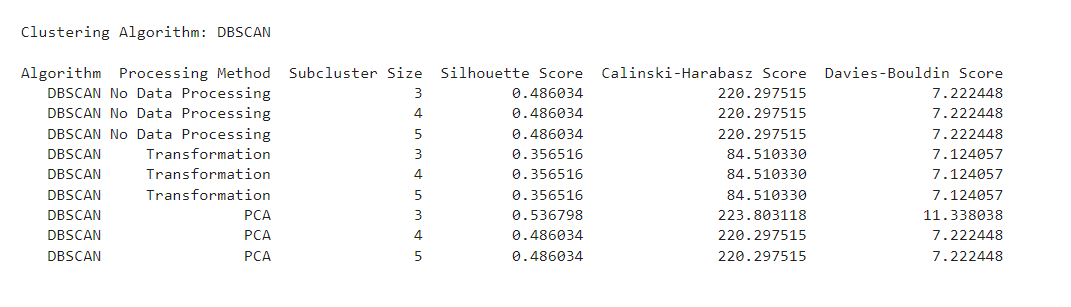 Clustering Algorithm: DBSCAN
Algorithm Processing Method Subcluster Size Silhouette Score Calinski-Harabasz Score Davies-Bouldin Score
DBSCAN No Data Processing 3 0.486034 220.297515 7.222448
DBSCAN No Data Processing 4 0.486034 220.297515 7.222448
DBSCAN No Data Processing 5 0.486034 220.297515 7.222448
DBSCAN Transformation 3 0.356516 84.510330 7.124057
DBSCAN Transformation 4 0.356516 84.510330 7.124057
DBSCAN Transformation 5 0.356516 84.510330 7.124057
DBSCAN PCA 3 0.536798 223.803118 11.338038
DBSCAN PCA 4 0.486034 220.297515 7.222448
DBSCAN PCA 5 0.486034 220.297515 7.222448